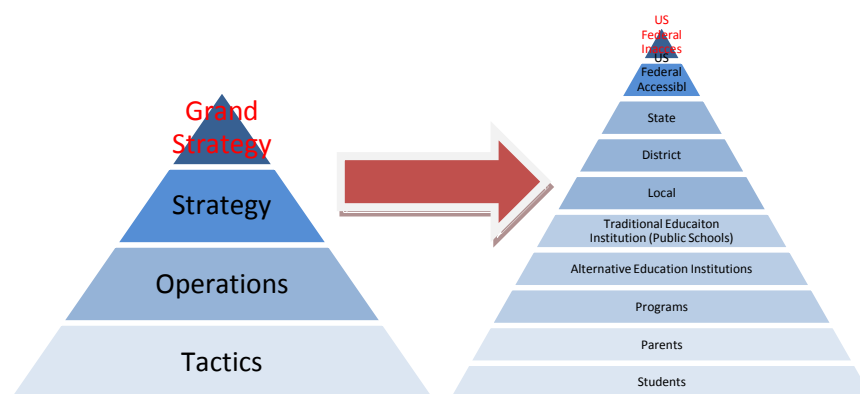 Grand
Strategy
Strategy
Operations
Tactics
US
Federal
Inacces
US
Federal
Accessibl
State
District
Local
Traditional Educaiton
Institution (Public Schools)
Alternative Education Institutions
Programs
Parents
Students